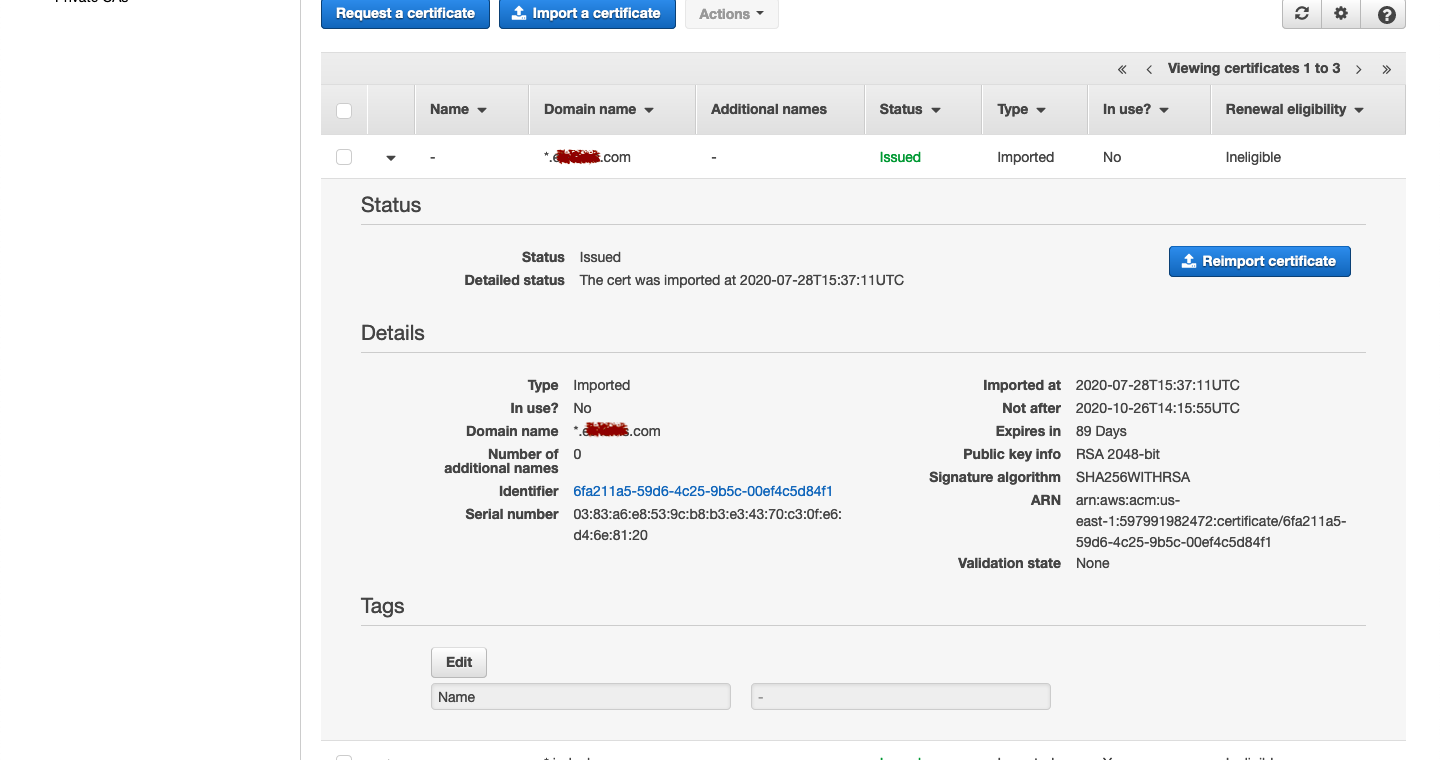 Request a certificate Import a certificate Actions
« ‹ Viewing certificates 1 to 3 › »
Name Domain name Additional names Status Type In use? Renewal eligibility
- .com - Issued Imported No Ineligible
Status
Status Issued
Reimport certificate
Detailed status The cert was imported at 2020-07-28T15:37:11UTC
Details
Type Imported
In use? No
Domain name .com
Number of additional names 0
Identifier 6fa211a5-59d6-4c25-9b5c-00ef4c5d84f1
Serial number 03:83:a6:e8:53:9c:b8:b3:e3:43:70:c3:0f:e6:
d4:6e:81:20
Imported at 2020-07-28T15:37:11UTC
Not after 2020-10-26T14:15:55UTC
Expires in 89 Days
Public key info RSA 2048-bit
Signature algorithm SHA256WITHRSA
ARN arn:aws:acm:us-
east-1:597991982472:certificate/6fa211a5-
59d6-4c25-9b5c-00ef4c5d84f1
Validation state None
Tags
Edit
Name -